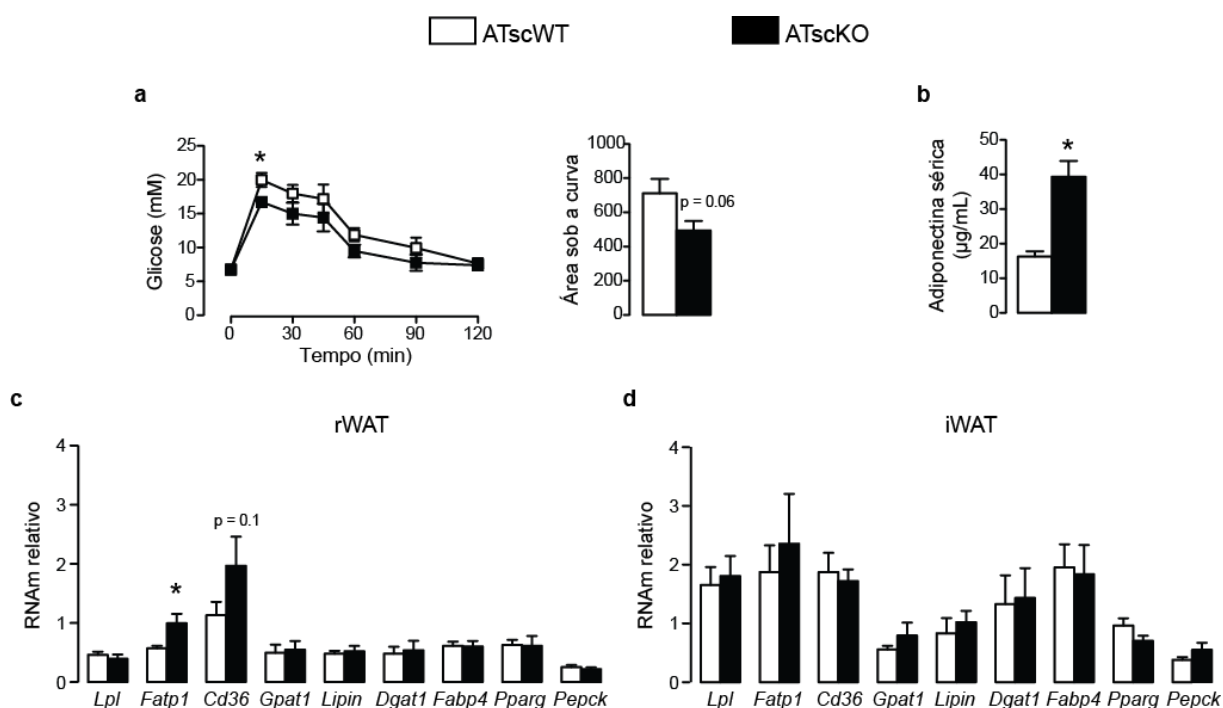 ATscWT ATscKO
a
25
20
15
10
5
0
Glicose (mM)
*
0 30 60 90 120
Tempo (min)
1000
800
600
400
200
0
Área sob a curva
p = 0.06
b
50
40
30
20
10
0
Adiponectina sérica
(µg/mL)
*
c
rWAT
4
3
2
1
0
RNAm relativo
*
p = 0.1
Lpl Fatp1 Cd36 Gpat1 Lipin Dgat1 Fabp4 Pparg Pepck
d
iWAT
4
3
2
1
0
RNAm relativo
Lpl Fatp1 Cd36 Gpat1 Lipin Dgat1 Fabp4 Pparg Pepck